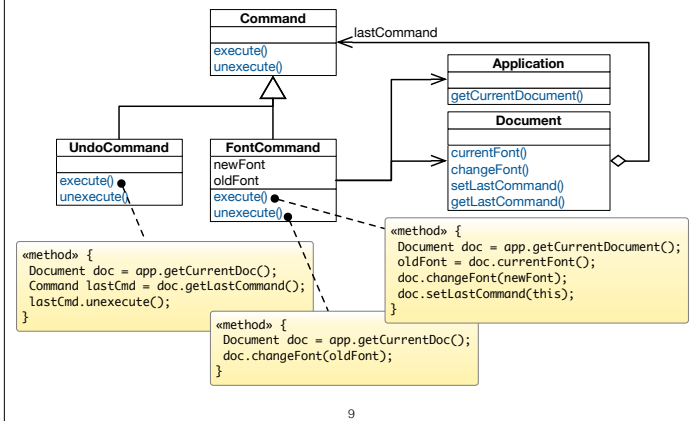 Command
execute()
unexecute()
lastCommand
Application
getCurrentDocument()
Document
currentFont()
changeFont()
setLastCommand()
getLastCommand()
UndoCommand
execute()
unexecute()
FontCommand
newFont
oldFont
execute()
unexecute()
«method» {
Document doc = app.getCurrentDoc();
Command lastCmd = doc.getLastCommand();
lastCmd.unexecute();
}
«method» {
Document doc = app.getCurrentDocument();
oldFont = doc.currentFont();
doc.changeFont(newFont);
doc.setLastCommand(this);
}
«method» {
Document doc = app.getCurrentDoc();
doc.changeFont(oldFont);
}
9